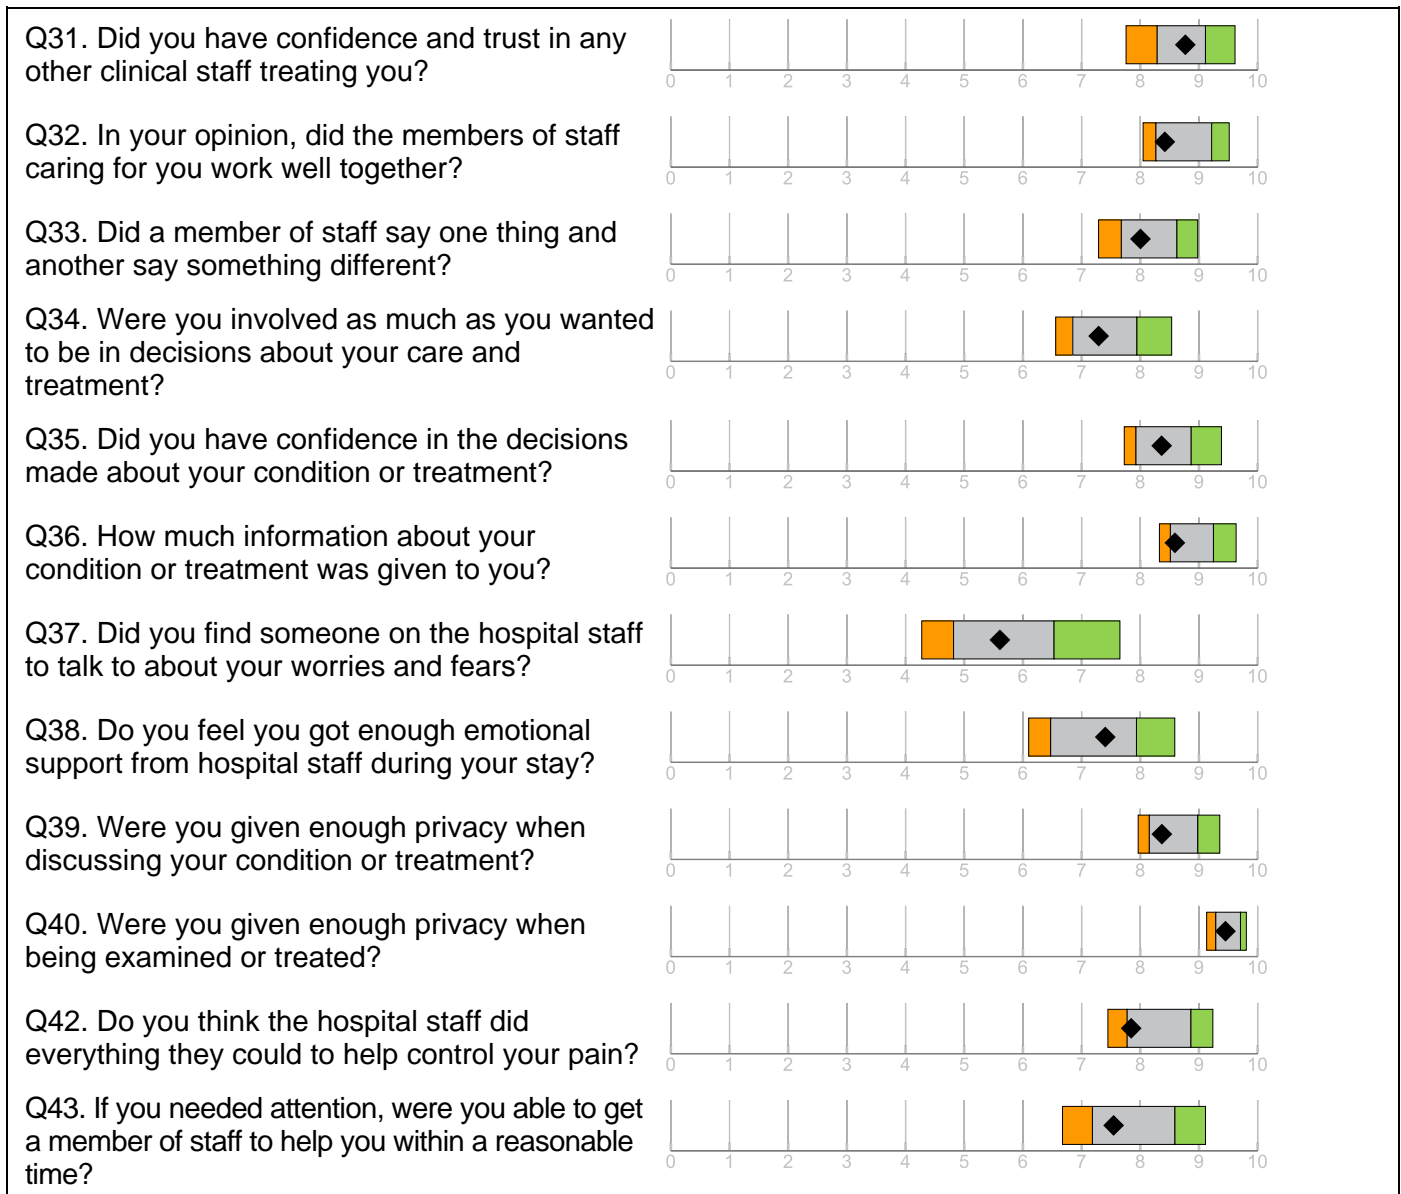 Q31. Did you have confidence and trust in any
other clinical staff treating you?
0 1 2 3 4 5 6 7 8 9 10
Q32. In your opinion, did the members of staff
caring for you work well together?
0 1 2 3 4 5 6 7 8 9 10
Q33. Did a member of staff say one thing and
another say something different?
0 1 2 3 4 5 6 7 8 9 10
Q34. Were you involved as much as you wanted
to be in decisions about your care and
treatment?
0 1 2 3 4 5 6 7 8 9 10
Q35. Did you have confidence in the decisions
made about your condition or treatment?
0 1 2 3 4 5 6 7 8 9 10
Q36. How much information about your
condition or treatment was given to you?
0 1 2 3 4 5 6 7 8 9 10
Q37. Did you find someone on the hospital staff
to talk to about your worries and fears?
0 1 2 3 4 5 6 7 8 9 10
Q38. Do you feel you got enough emotional
support from hospital staff during your stay?
0 1 2 3 4 5 6 7 8 9 10
Q39. Were you given enough privacy when
discussing your condition or treatment?
0 1 2 3 4 5 6 7 8 9 10
Q40. Were you given enough privacy when
being examined or treated?
0 1 2 3 4 5 6 7 8 9 10
Q42. Do you think the hospital staff did
everything they could to help control your pain?
0 1 2 3 4 5 6 7 8 9 10
Q43. If you needed attention, were you able to get
a member of staff to help you within a reasonable
time?
0 1 2 3 4 5 6 7 8 9 10